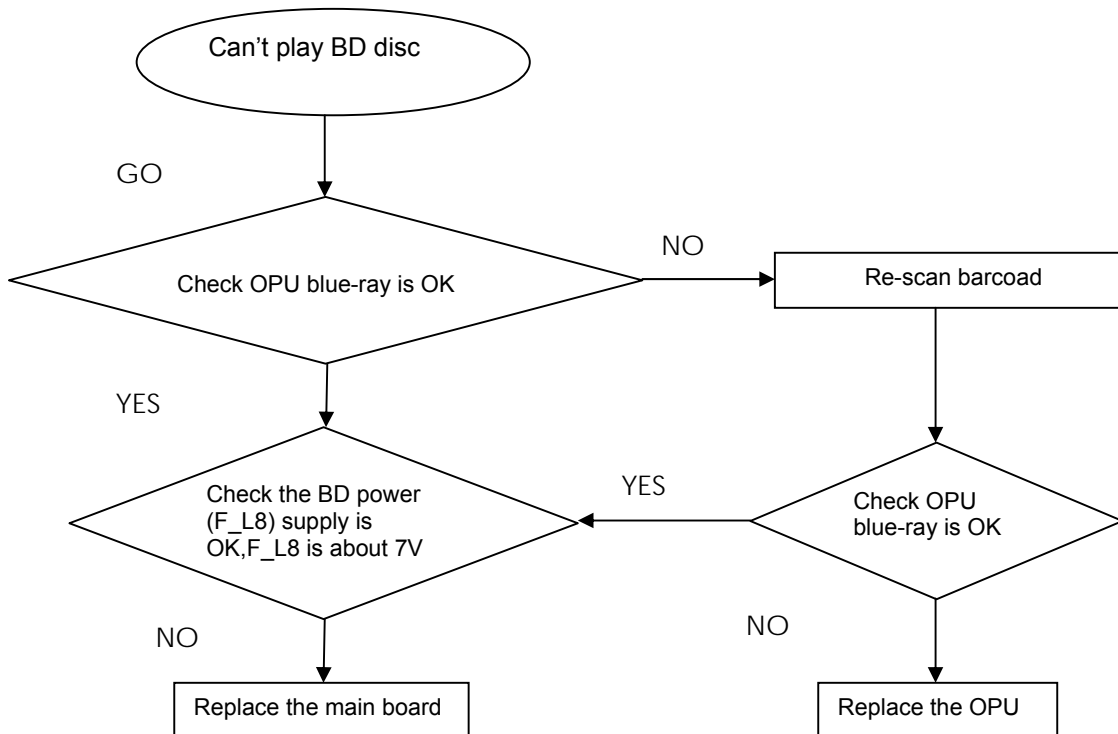 Can’t play BD disc
GO
Check OPU blue-ray is OK
NO
Re-scan barcoad
YES
Check the BD power
(F_L8) supply is
OK,F_L8 is about 7V
YES
Check OPU
blue-ray is OK
NO
NO
Replace the main board
Replace the OPU